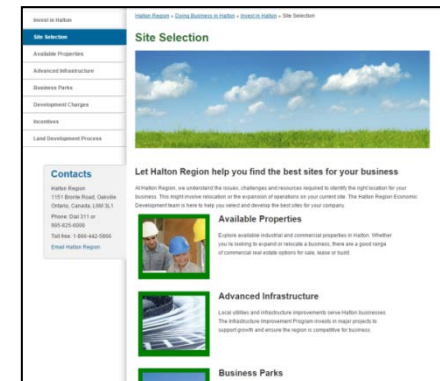 Invest in Halton
Site Selection
Available Properties
Advanced Infrastructure
Business Parks
Development Charges
Incentives
Land Development Process
Contacts
Halton Region
1151 Bronte Road, Oakville
Ontario, Canada, L6M 3L1
Phone: Dial 311 or
905-825-6000
Toll free: 1-866-442-5866
Email Halton Region
Halton Region > Doing Business in Halton > Invest in Halton > Site Selection
Site Selection
Let Halton Region help you find the best sites for your business
At Halton Region, we understand the issues, challenges and resources required to identify the right location for your
business. This might involve relocation or the expansion of operations on your current site. The Halton Region Economic
Development team is here to help you select and develop the best sites for your company.
Available Properties
Explore available industrial and commercial properties in Halton. Whether
you're looking to expand or relocate a business, there are a good range
of commercial real estate options for sale, lease or build.
Advanced Infrastructure
Local utilities and infrastructure improvements serve Halton businesses.
The Infrastructure Improvement Program invests in major projects to
support growth and ensure the region is competitive for business.
Business Parks